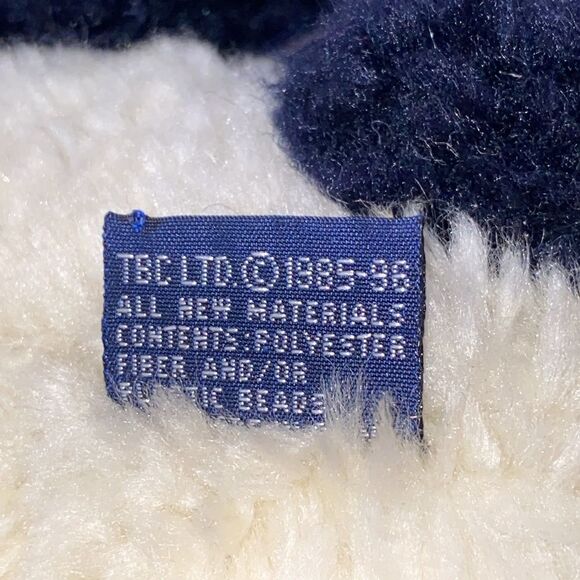 TBC LTD.©1985-96
ALL NEW MATERIALS
CONTENTS:POLYESTER
FIBER AND/OR
BEADS